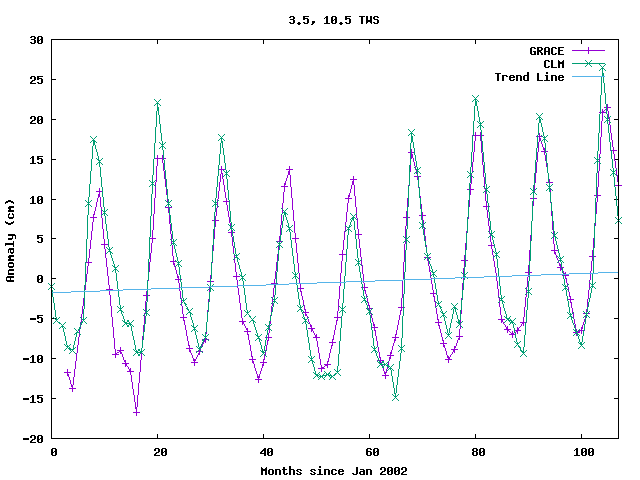 3.5, 10.5 TWS
GRACE
CLM
Trend Line
30
25
20
15
10
5
0
-5
-10
-15
-20
Anomaly (cm)
0 20 40 60 80 100
Months since Jan 2002